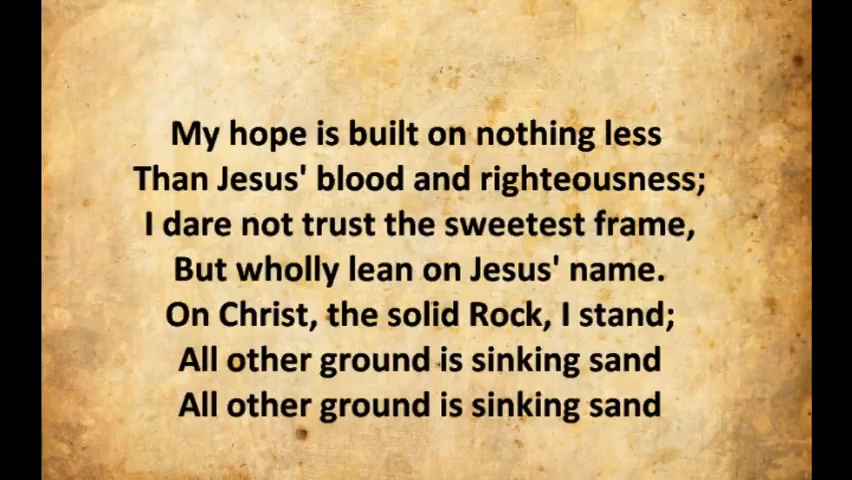 My hope is built on nothing less
Than Jesus' blood and righteousness;
I dare not trust the sweetest frame,
But wholly lean on Jesus' name.
On Christ, the solid Rock, I stand;
All other ground is sinking sand
All other ground is sinking sand